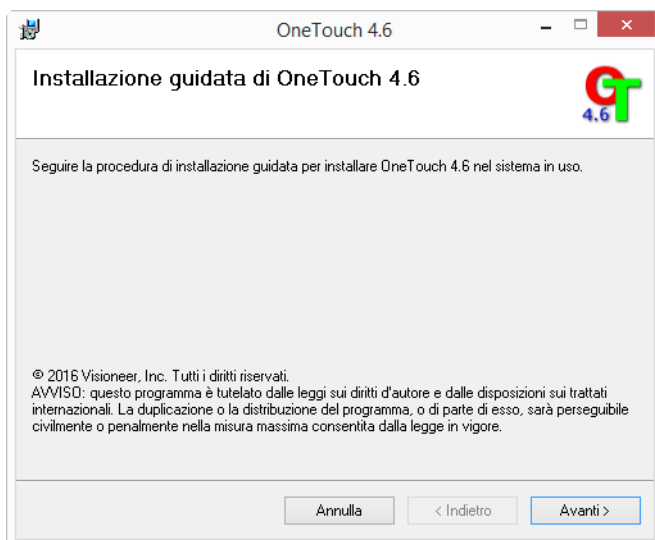 OneTouch 4.6
Installazione guidata di OneTouch 4.6
OT
4.6
Seguire la procedura di installazione guidata per installare OneTouch 4.6 nel sistema in uso.
© 2016 Visioneer, Inc. Tutti i diritti riservati.
AVVISO: questo programma è tutelato dalle leggi sui diritti d'autore e dalle disposizioni sui trattati
internazionali. La duplicazione o la distribuzione del programma, o di parte di esso, sarà perseguibile
civilmente o penalmente nella misura massima consentita dalla legge in vigore.
Annulla
< Indietro
Avanti >